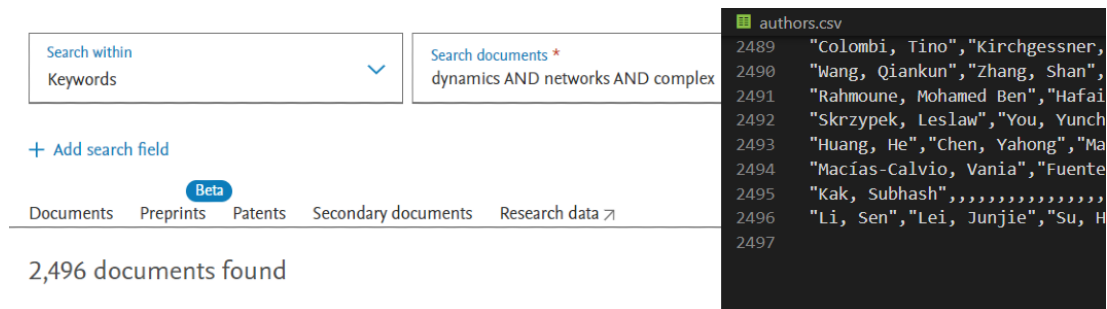 Search within
Keywords
Search documents *
dynamics AND networks AND complex
+ Add search field
Beta
Documents Preprints Patents Secondary documents Research data ↗
2,496 documents found
authors.csv
2489 "Colombi, Tino","Kirchgessner,
2490 "Wang, Qiankun","Zhang, Shan",
2491 "Rahmoune, Mohamed Ben","Hafai
2492 "Skrzypek, Leslaw","You, Yunch
2493 "Huang, He","Chen, Yahong","Ma
2494 "Macías-Calvio, Vania","Fuente
2495 "Kak, Subhash",,,,,,,,,,,,,,,,,
2496 "Li, Sen","Lei, Junjie","Su, H
2497